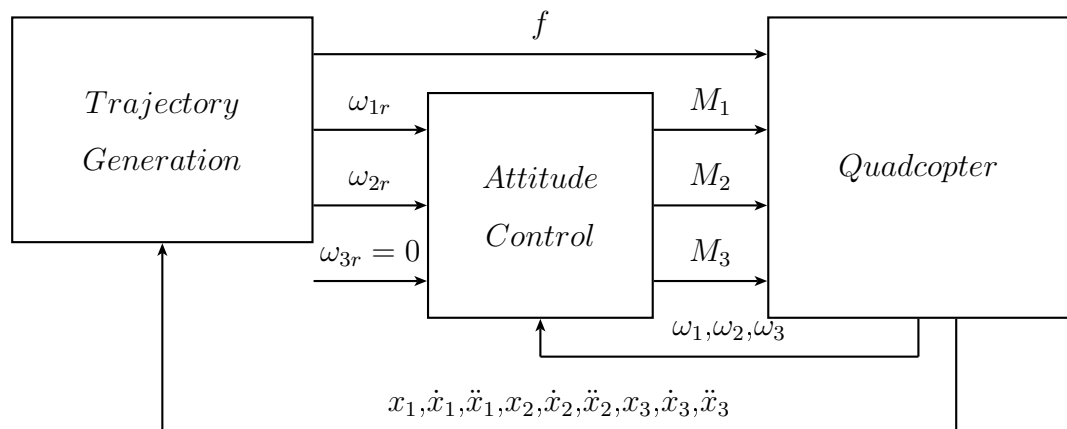 f
Trajectory
Generation
ω₁ᵣ
ω₂ᵣ
ω₃ᵣ = 0
Attitude
Control
M₁
M₂
M₃
Quadcopter
ω₁,ω₂,ω₃
x₁,ẋ₁,ẍ₁,x₂,ẋ₂,ẍ₂,x₃,ẋ₃,ẍ₃